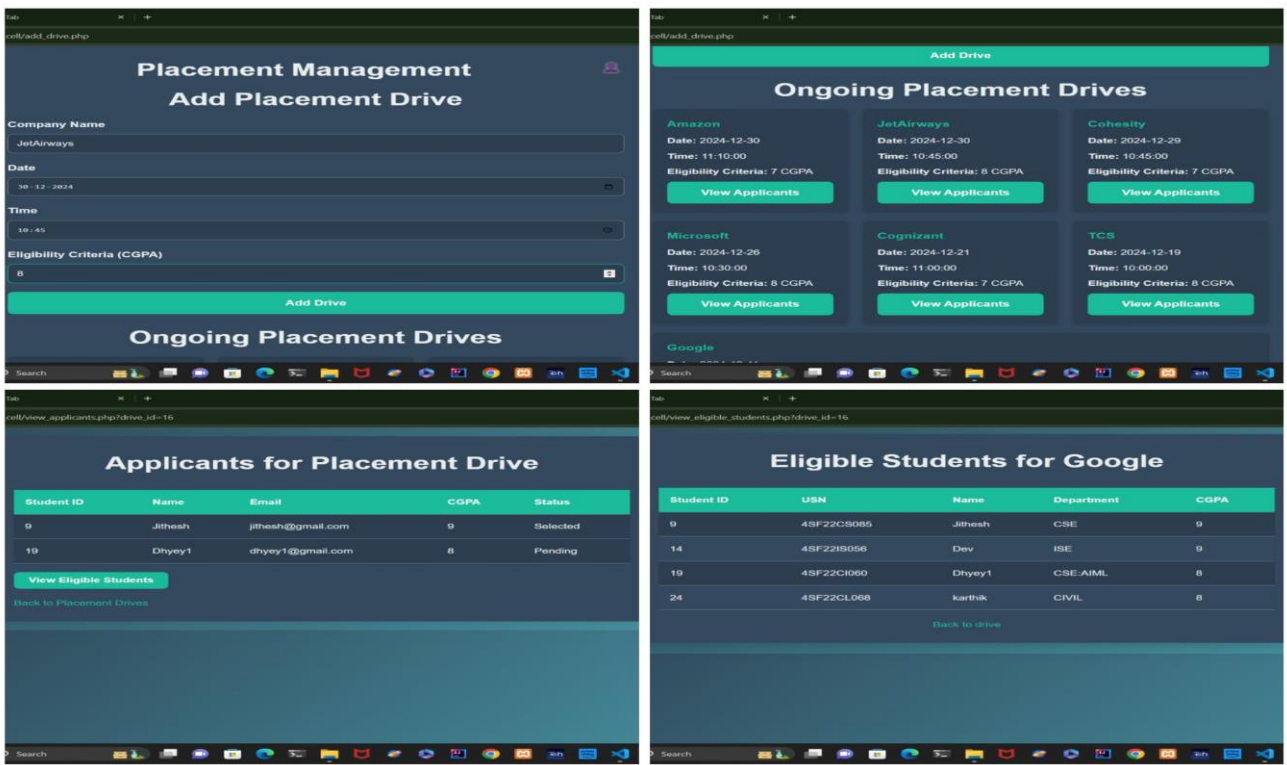 Tab
cell/add_drive.php
Placement Management
Add Placement Drive
Company Name
JetAirways
Date
30-12-2024
Time
10:45
Eligibility Criteria (CGPA)
8
Add Drive
Ongoing Placement Drives
Search
Tab
cell/add_drive.php
Add Drive
Ongoing Placement Drives
Amazon
Date: 2024-12-30
Time: 11:10:00
Eligibility Criteria: 7 CGPA
View Applicants
JetAirways
Date: 2024-12-30
Time: 10:45:00
Eligibility Criteria: 8 CGPA
View Applicants
Cohesity
Date: 2024-12-29
Time: 10:45:00
Eligibility Criteria: 7 CGPA
View Applicants
Microsoft
Date: 2024-12-26
Time: 10:30:00
Eligibility Criteria: 8 CGPA
View Applicants
Cognizant
Date: 2024-12-21
Time: 11:00:00
Eligibility Criteria: 7 CGPA
View Applicants
TCS
Date: 2024-12-19
Time: 10:00:00
Eligibility Criteria: 8 CGPA
View Applicants
Google
Search
Tab
cell/view_applicants.php?drive_id=16
Applicants for Placement Drive
Student ID Name Email CGPA Status
9 Jithesh jithesh@gmail.com 9 Selected
19 Dhyey1 dhyey1@gmail.com 8 Pending
View Eligible Students
Back to Placement Drives
Search
Tab
cell/view_eligible_students.php?drive_id=16
Eligible Students for Google
Student ID USN Name Department CGPA
9 4SF22CS085 Jithesh CSE 9
14 4SF22IS056 Dev ISE 9
19 4SF22CI060 Dhyey1 CSE:AIML 8
24 4SF22CL068 karthik CIVIL 8
Back to drive
Search